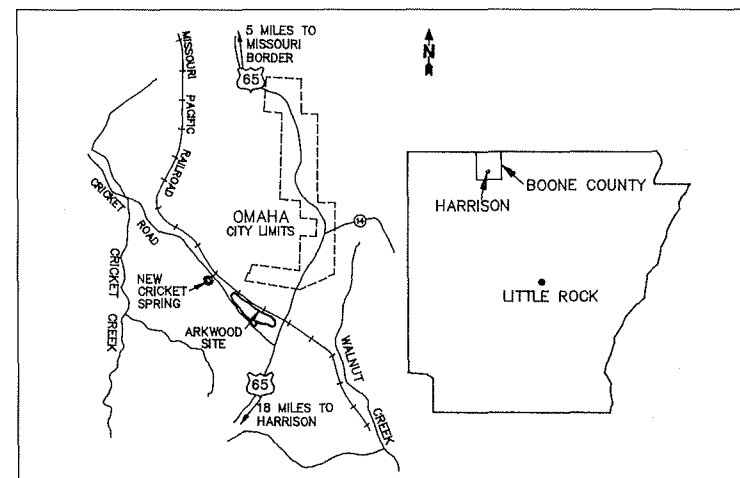 5 MILES TO
MISSOURI
BORDER
65
N
MISSOURI
PACIFIC
RAILROAD
BOONE COUNTY
HARRISON
CRICKET
ROAD
OMAHA
CITY LIMITS
14
CRICKET
CREEK
NEW
CRICKET
SPRING
LITTLE ROCK
ARKWOOD
SITE
WALNUT
CREEK
65
18 MILES TO
HARRISON